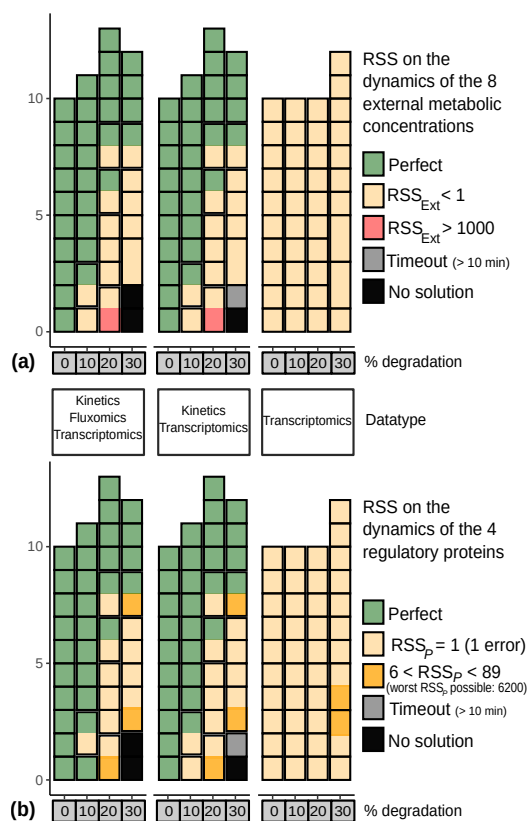 10
5
0
RSS on the
dynamics of the 8
external metabolic
concentrations
Perfect
RSS_Ext < 1
RSS_Ext > 1000
Timeout (> 10 min)
No solution
(a)
0 10 20 30 0 10 20 30 0 10 20 30 % degradation
Kinetics
Fluxomics
Transcriptomics
Kinetics
Transcriptomics
Transcriptomics
Datatype
10
5
0
RSS on the
dynamics of the 4
regulatory proteins
Perfect
RSS_P = 1 (1 error)
6 < RSS_P < 89
(worst RSS_P possible: 6200)
Timeout (> 10 min)
No solution
(b)
0 10 20 30 0 10 20 30 0 10 20 30 % degradation